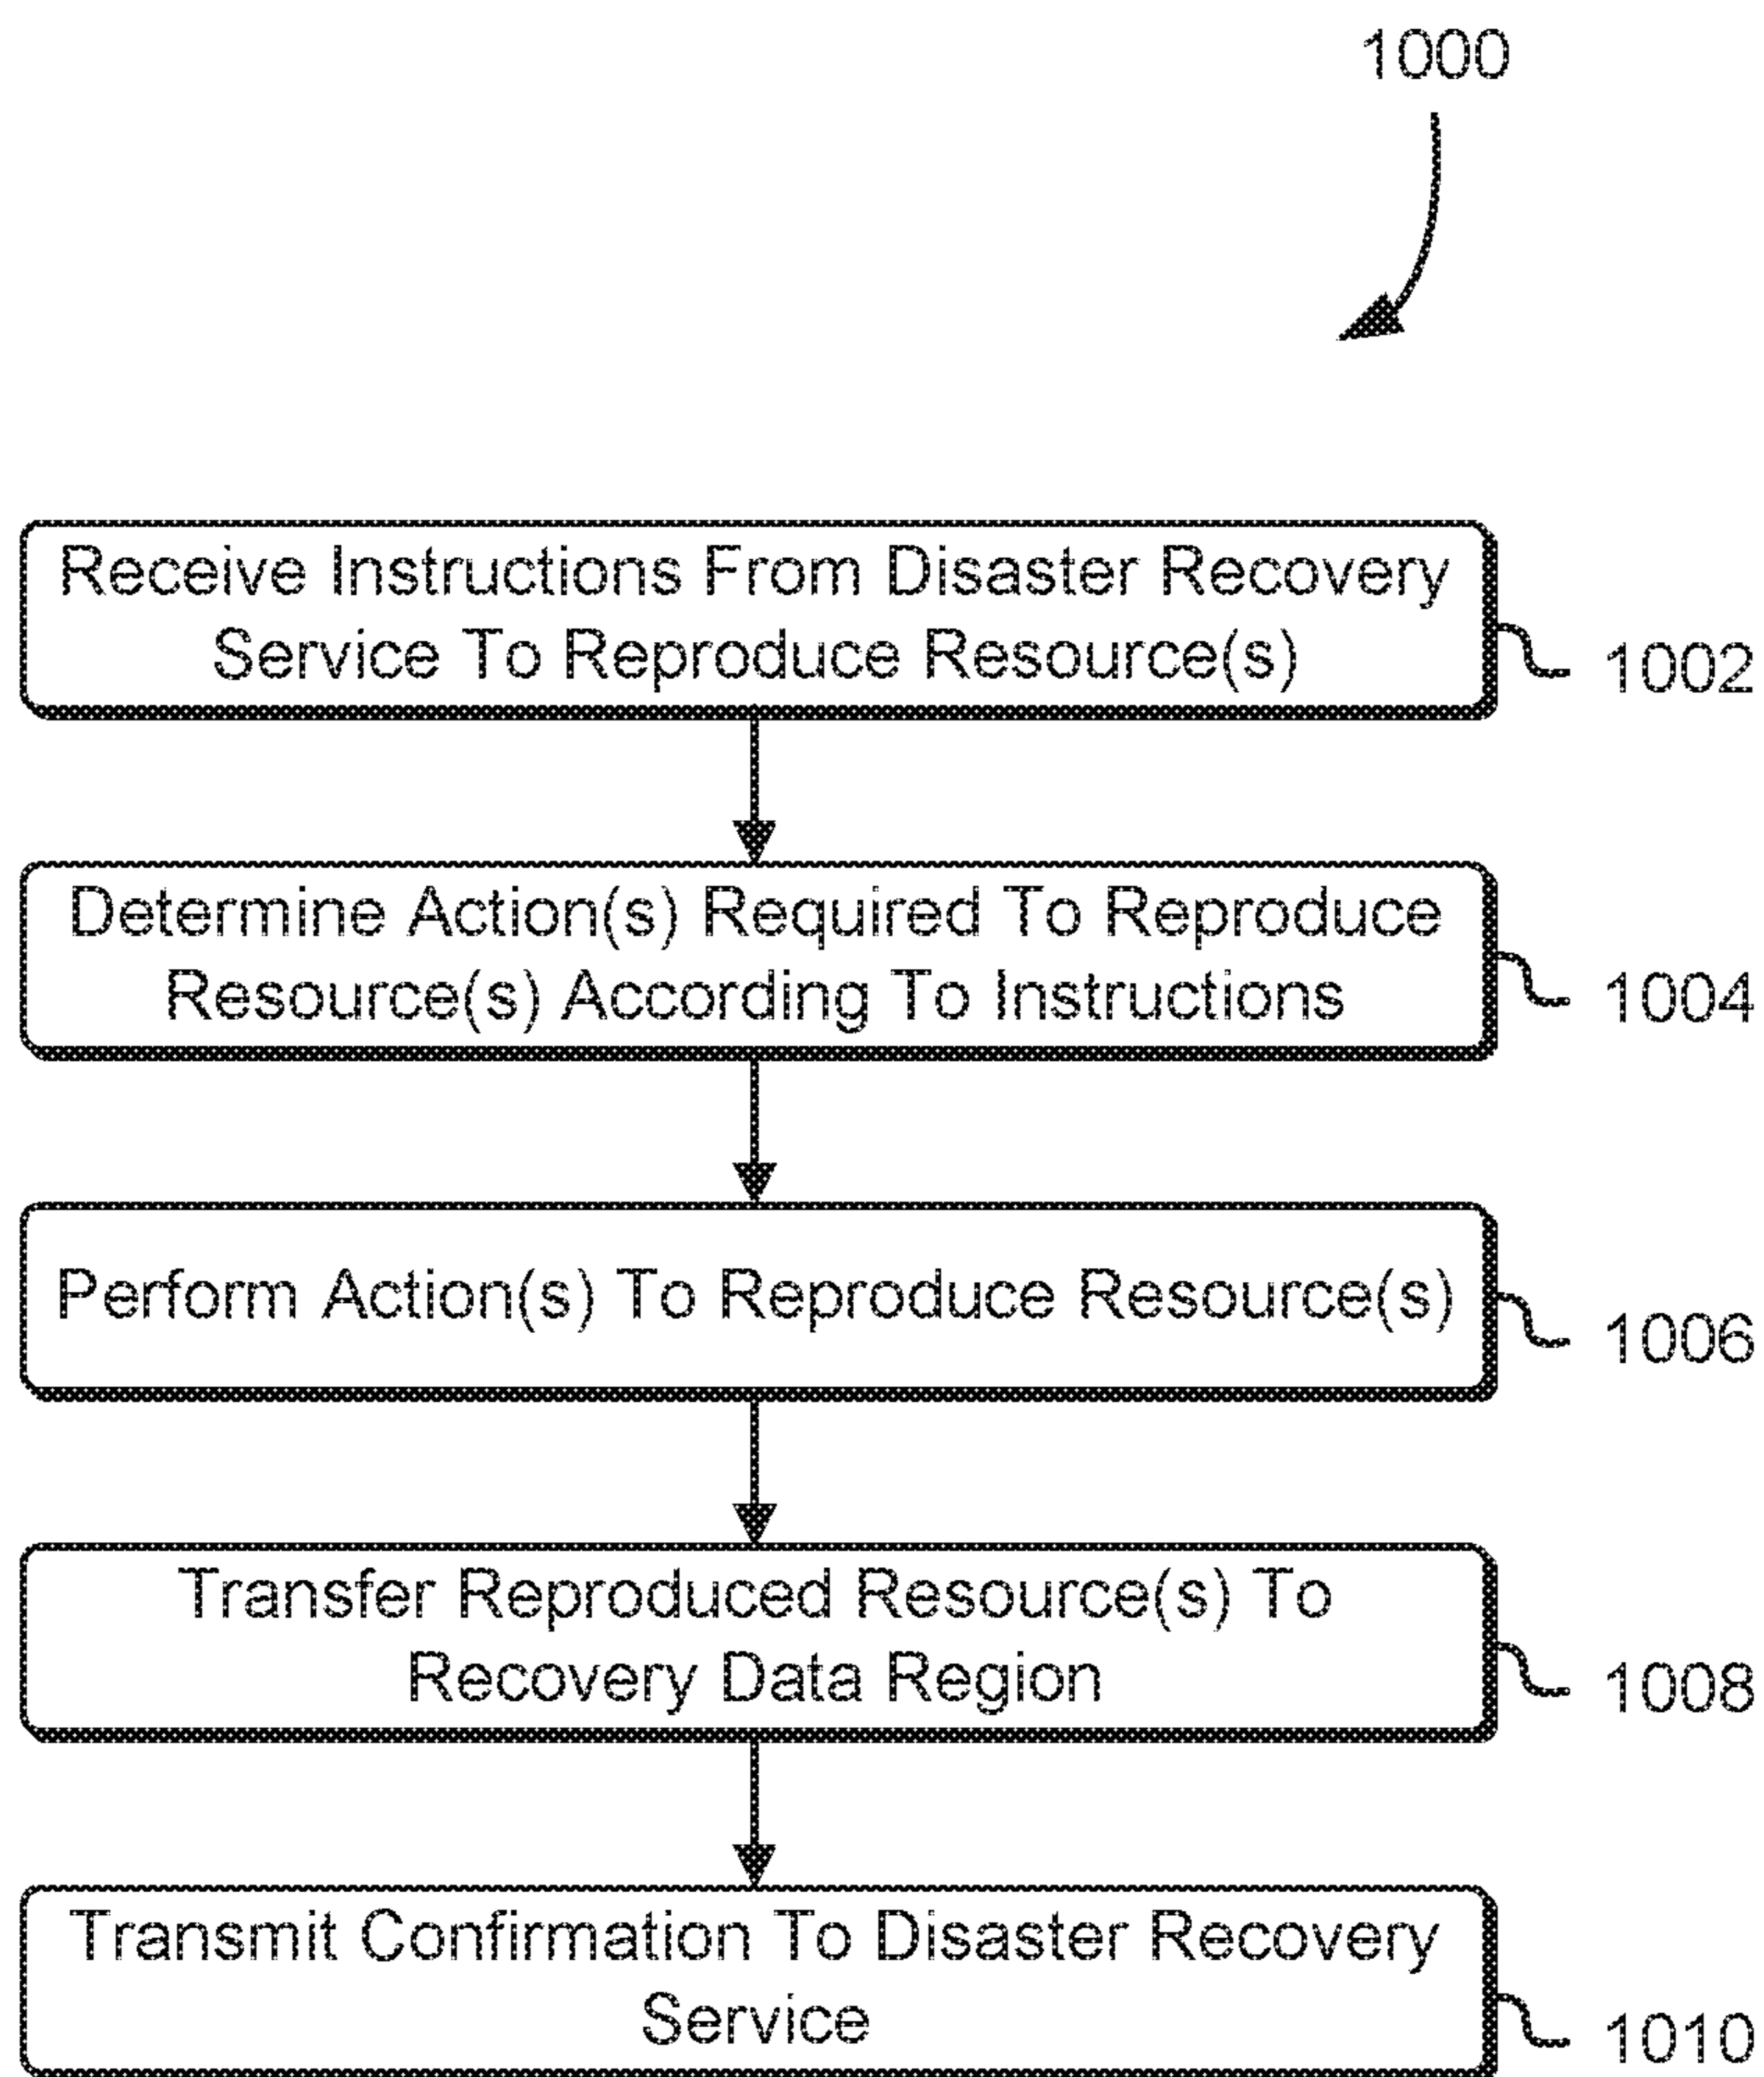 1000
Receive Instructions From Disaster Recovery
Service To Reproduce Resource(s)
1002
Determine Action(s) Required To Reproduce
Resource(s) According To Instructions
1004
Perform Action(s) To Reproduce Resource(s)
1006
Transfer Reproduced Resource(s) To
Recovery Data Region
1008
Transmit Confirmation To Disaster Recovery
Service
1010